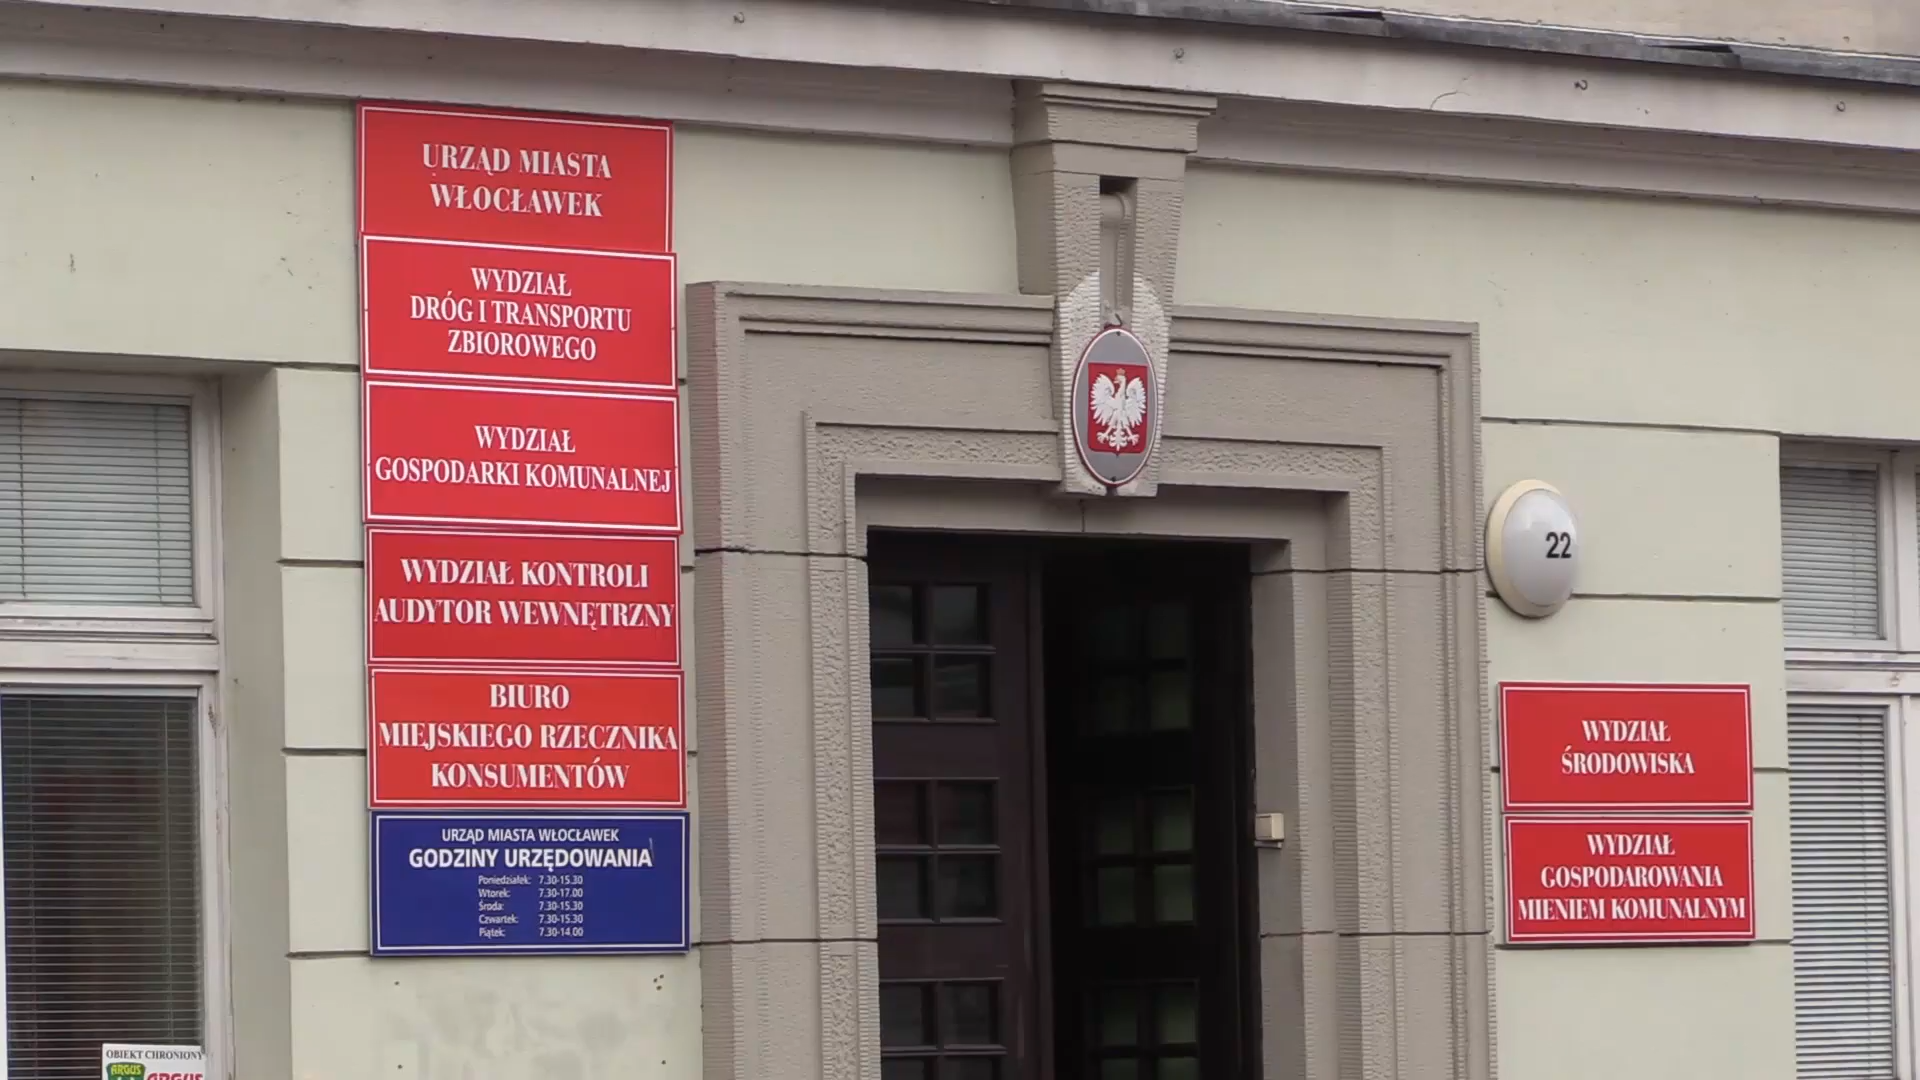 URZĄD MIASTA
WŁOCŁAWEK
WYDZIAŁ
DRÓG I TRANSPORTU
ZBIOROWEGO
WYDZIAŁ
GOSPODARKI KOMUNALNEJ
WYDZIAŁ KONTROLI
AUDYTOR WEWNĘTRZNY
BIURO
MIEJSKIEGO RZECZNIKA
KONSUMENTÓW
URZĄD MIASTA WŁOCŁAWEK
GODZINY URZĘDOWANIA
Poniedziałek: 7.30-15.30
Wtorek: 7.30-17.00
Środa: 7.30-15.30
Czwartek: 7.30-15.30
Piątek: 7.30-14.00
OBIEKT CHRONIONY
ARGUS
ARGUS
22
WYDZIAŁ
ŚRODOWISKA
WYDZIAŁ
GOSPODAROWANIA
MIENIEM KOMUNALNYM